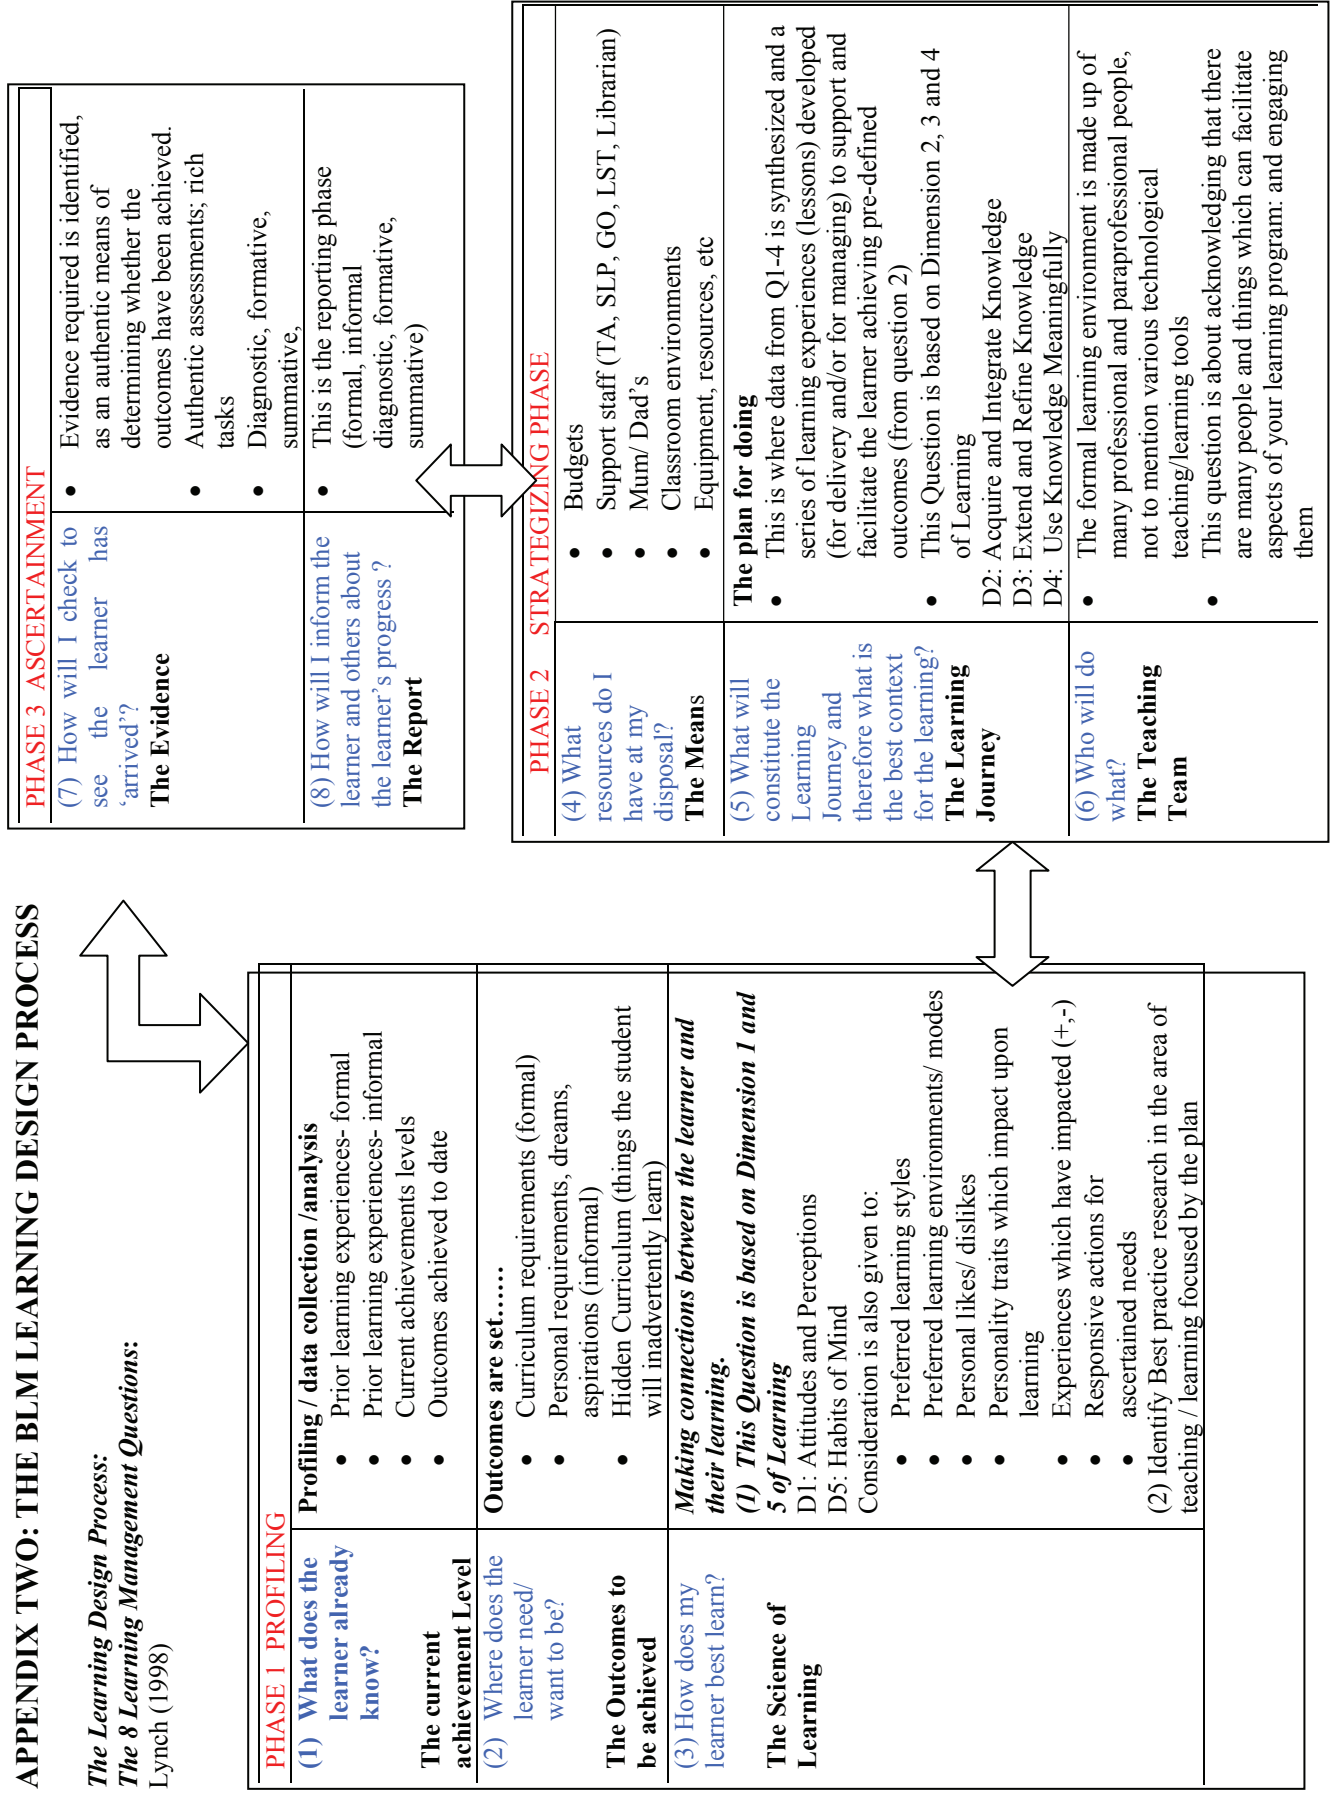 APPENDIX TWO: THE BLM LEARNING DESIGN PROCESS
The Learning Design Process:
The 8 Learning Management Questions:
Lynch (1998)
PHASE 1 PROFILING
(1) What does the
learner already
know?
The current
achievement Level
Profiling / data collection /analysis
• Prior learning experiences- formal
• Prior learning experiences- informal
• Current achievements levels
• Outcomes achieved to date
(2) Where does the
learner need/
want to be?
The Outcomes to
be achieved
Outcomes are set……
• Curriculum requirements (formal)
• Personal requirements, dreams,
aspirations (informal)
• Hidden Curriculum (things the student
will inadvertently learn)
(3) How does my
learner best learn?
The Science of
Learning
Making connections between the learner and
their learning.
(1) This Question is based on Dimension 1 and
5 of Learning
D1: Attitudes and Perceptions
D5: Habits of Mind
Consideration is also given to:
• Preferred learning styles
• Preferred learning environments/ modes
• Personal likes/ dislikes
• Personality traits which impact upon
learning
• Experiences which have impacted (+,-)
• Responsive actions for
• ascertained needs
(2) Identify Best practice research in the area of
teaching / learning focused by the plan
PHASE 2 STRATEGIZING PHASE
(4) What
resources do I
have at my
disposal?
The Means
• Budgets
• Support staff (TA, SLP, GO, LST, Librarian)
• Mum/ Dad's
• Classroom environments
• Equipment, resources, etc
(5) What will
constitute the
Learning
Journey and
therefore what is
the best context
for the learning?
The Learning
Journey
The plan for doing
• This is where data from Q1-4 is synthesized and a
series of learning experiences (lessons) developed
(for delivery and/or for managing) to support and
facilitate the learner achieving pre-defined
outcomes (from question 2)
• This Question is based on Dimension 2, 3 and 4
of Learning
D2: Acquire and Integrate Knowledge
D3: Extend and Refine Knowledge
D4: Use Knowledge Meaningfully
(6) Who will do
what?
The Teaching
Team
• The formal learning environment is made up of
many professional and paraprofessional people,
not to mention various technological
teaching/learning tools
• This question is about acknowledging that there
are many people and things which can facilitate
aspects of your learning program: and engaging
them
PHASE 3 ASCERTAINMENT
(7) How will I check to
see the learner has
‘arrived’?
The Evidence
• Evidence required is identified,
as an authentic means of
determining whether the
outcomes have been achieved.
• Authentic assessments; rich
tasks
• Diagnostic, formative,
summative,
(8) How will I inform the
learner and others about
the learner’s progress ?
The Report
• This is the reporting phase
(formal, informal
diagnostic, formative,
summative)